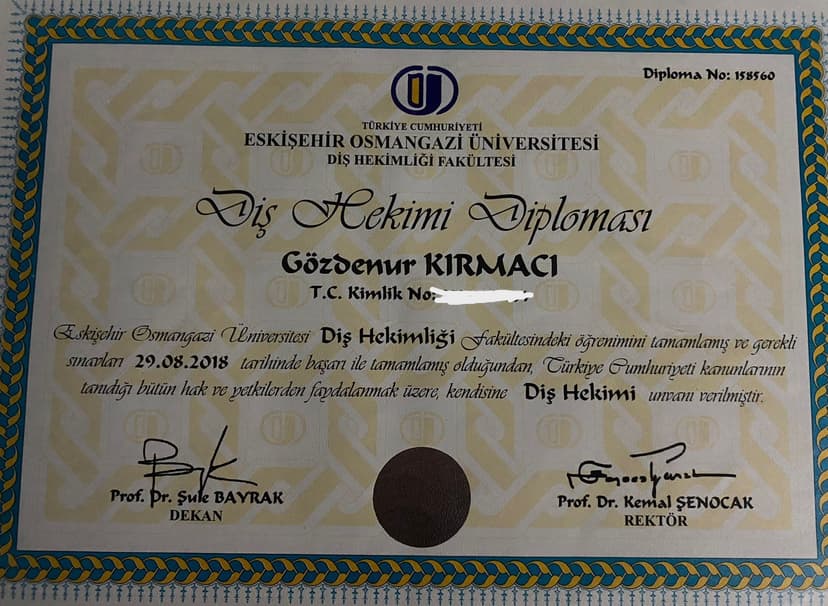 Diploma No: 158560
TÜRKİYE CUMHURİYETİ
ESKİŞEHİR OSMANGAZİ ÜNİVERSİTESİ
DİŞ HEKİMLİĞİ FAKÜLTESİ
Diş Hekimi Diploması
Gözdenur KIRMACI
T.C. Kimlik No:
Eskişehir Osmangazi Üniversitesi Diş Hekimliği Fakültesindeki öğrenimini tamamlamış ve gerekli
sınavları 29.08.2018 tarihinde başarı ile tamamlamış olduğundan, Türkiye Cumhuriyeti kanunlarının
tanıdığı bütün hak ve yetkilerden faydalanmak üzere, kendisine Diş Hekimi unvanı verilmiştir.
Prof. Dr. Şule BAYRAK
DEKAN
Prof. Dr. Kemal ŞENOCAK
REKTÖR